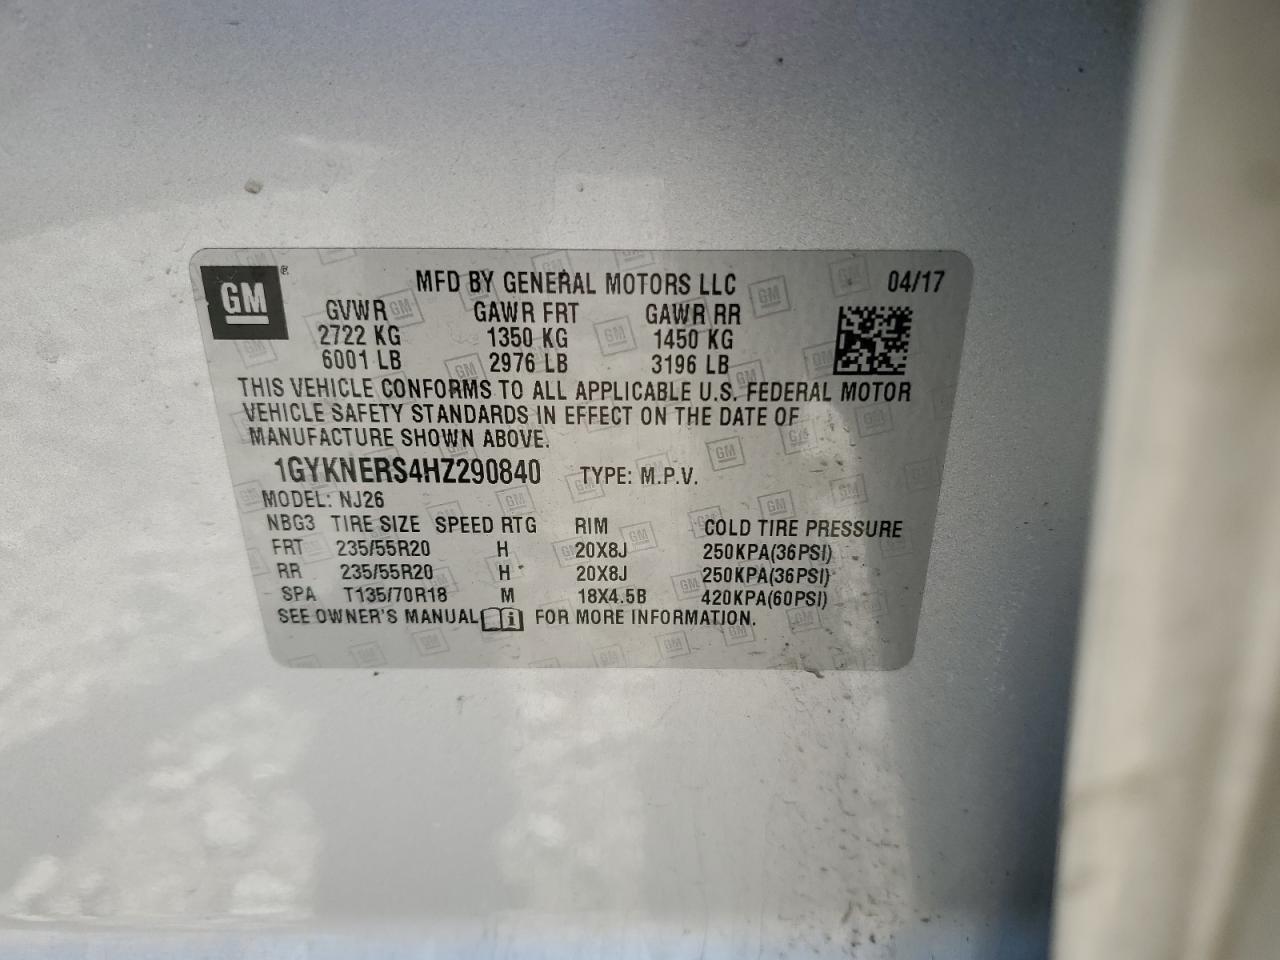 GM ® MFD BY GENERAL MOTORS LLC 04/17
GVWR GAWR FRT GAWR RR
2722 KG 1350 KG 1450 KG
6001 LB 2976 LB 3196 LB
THIS VEHICLE CONFORMS TO ALL APPLICABLE U.S. FEDERAL MOTOR
VEHICLE SAFETY STANDARDS IN EFFECT ON THE DATE OF
MANUFACTURE SHOWN ABOVE.
1GYKNERS4HZ290840 TYPE: M.P.V.
MODEL: NJ26
NBG3 TIRE SIZE SPEED RTG RIM COLD TIRE PRESSURE
FRT 235/55R20 H 20X8J 250KPA(36PSI)
RR 235/55R20 H 20X8J 250KPA(36PSI)
SPA T135/70R18 M 18X4.5B 420KPA(60PSI)
SEE OWNER'S MANUAL i FOR MORE INFORMATION.